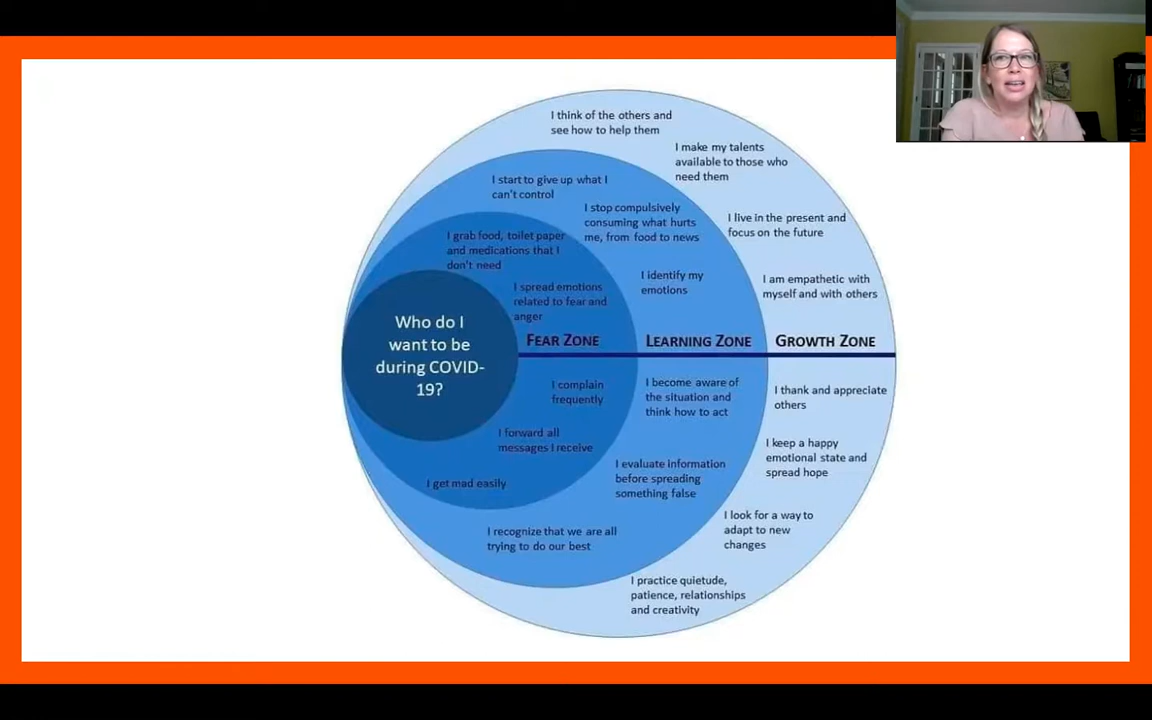 I think of the others and
see how to help them
I make my talents
available to those who
need them
I start to give up what I
can't control
I stop compulsively
consuming what hurts
me, from food to news
I live in the present and
focus on the future
I grab food, toilet paper
and medications that I
don't need
I identify my
emotions
I am empathetic with
myself and with others
I spread emotions
related to fear and
anger
Who do I
want to be
during COVID-
19?
FEAR ZONE
LEARNING ZONE
GROWTH ZONE
I complain
frequently
I become aware of
the situation and
think how to act
I thank and appreciate
others
I forward all
messages I receive
I keep a happy
emotional state and
spread hope
I evaluate information
before spreading
something false
I get mad easily
I look for a way to
adapt to new
changes
I recognize that we are all
trying to do our best
I practice quietude,
patience, relationships
and creativity